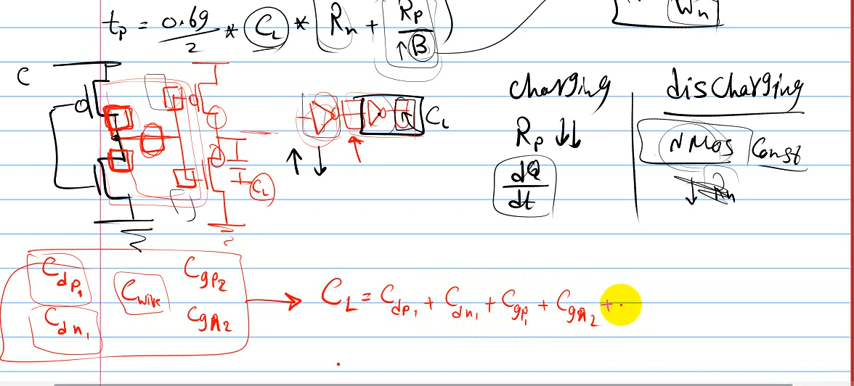 tp = 0.69/2 * CL * [Rn + Rp/↑B]
Wn
C
CL
CL
charging
Rp ↓↓
dQ/dt
discharging
NMOS Const
↓
Cdp1 Cwire Cgp2
Cdn1 Cgn2
→ CL = Cdp1 + Cdn1 + Cgp1 + Cgn2 + .